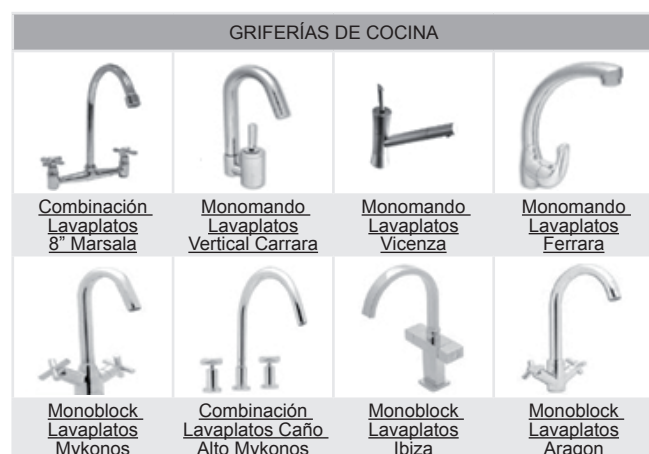 GRIFERÍAS DE COCINA
Combinación
Lavaplatos
8” Marsala
Monomando
Lavaplatos
Vertical Carrara
Monomando
Lavaplatos
Vicenza
Monomando
Lavaplatos
Ferrara
Monoblock
Lavaplatos
Mykonos
Combinación
Lavaplatos Caño
Alto Mykonos
Monoblock
Lavaplatos
Ibiza
Monoblock
Lavaplatos
Aragon